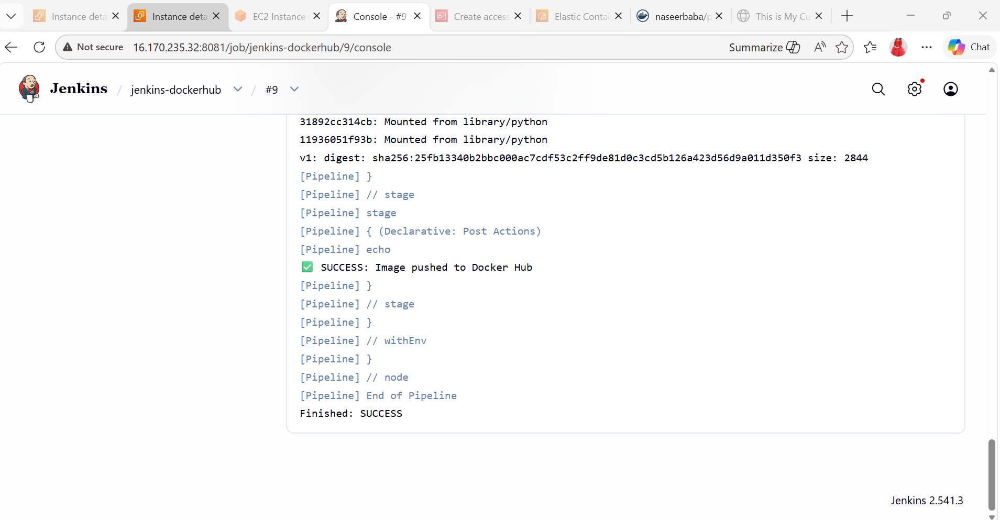 Instance deta
Instance deta
EC2 Instance
Console - #9
Create access
Elastic Contai
naseerbaba/p
This is My Cu
Not secure 16.170.235.32:8081/job/jenkins-dockerhub/9/console Summarize Chat
Jenkins / jenkins-dockerhub / #9
31892cc314cb: Mounted from library/python
11936051f93b: Mounted from library/python
v1: digest: sha256:25fb13340b2bbc000ac7cdf53c2ff9de81d0c3cd5b126a423d56d9a011d350f3 size: 2844
[Pipeline] }
[Pipeline] // stage
[Pipeline] stage
[Pipeline] { (Declarative: Post Actions)
[Pipeline] echo
✅ SUCCESS: Image pushed to Docker Hub
[Pipeline] }
[Pipeline] // stage
[Pipeline] }
[Pipeline] // withEnv
[Pipeline] }
[Pipeline] // node
[Pipeline] End of Pipeline
Finished: SUCCESS
Jenkins 2.541.3